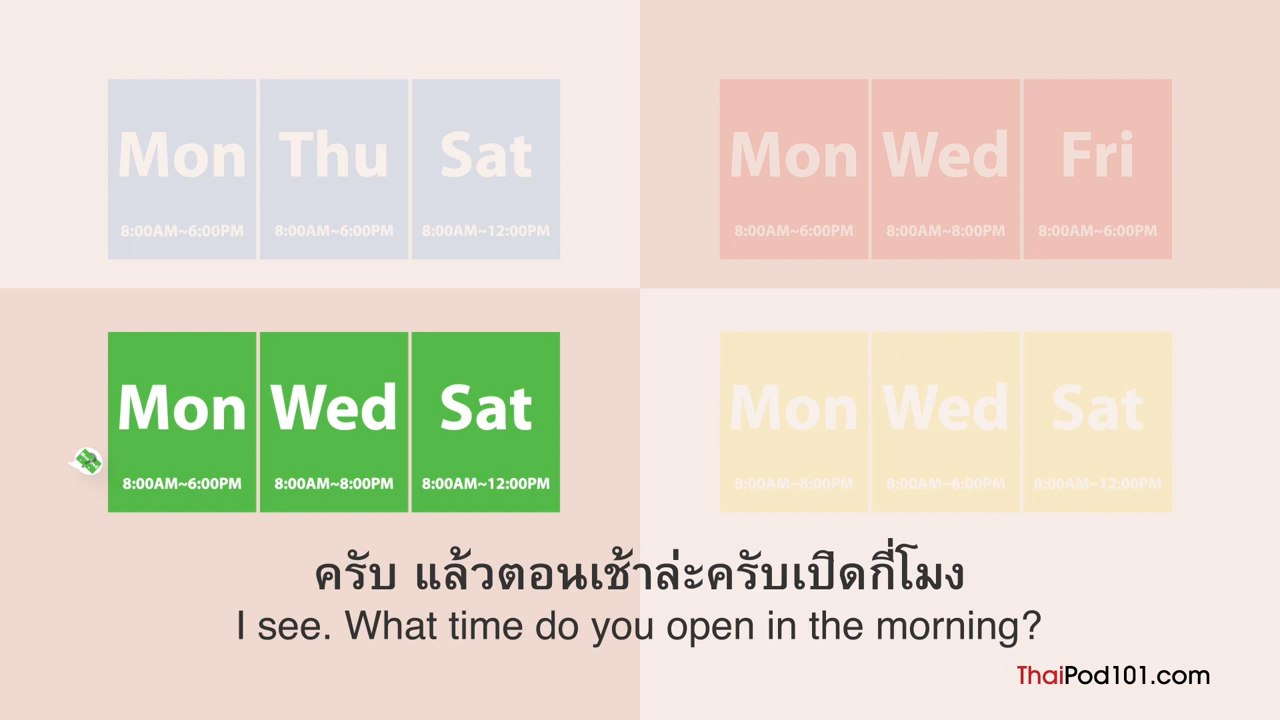 Mon Thu Sat
8:00AM~6:00PM 8:00AM~6:00PM 8:00AM~12:00PM
Mon Wed Fri
8:00AM~6:00PM 8:00AM~8:00PM 8:00AM~6:00PM
Mon Wed Sat
8:00AM~6:00PM 8:00AM~8:00PM 8:00AM~12:00PM
Mon Wed Sat
8:00AM~8:00PM 8:00AM~6:00PM 8:00AM~12:00PM
ครับ แล้วตอนเช้าล่ะครับเปิดกี่โมง
I see. What time do you open in the morning?
ThaiPod101.com